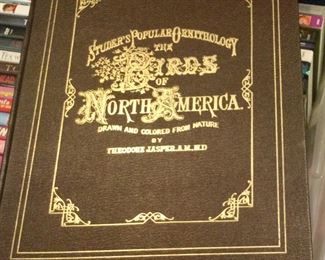 STUDER'S POPULAR ORNITHOLOGY
THE
BIRDS
OF
NORTH AMERICA.
DRAWN AND COLORED FROM NATURE
BY
THEODORE JASPER, A.M., M.D.